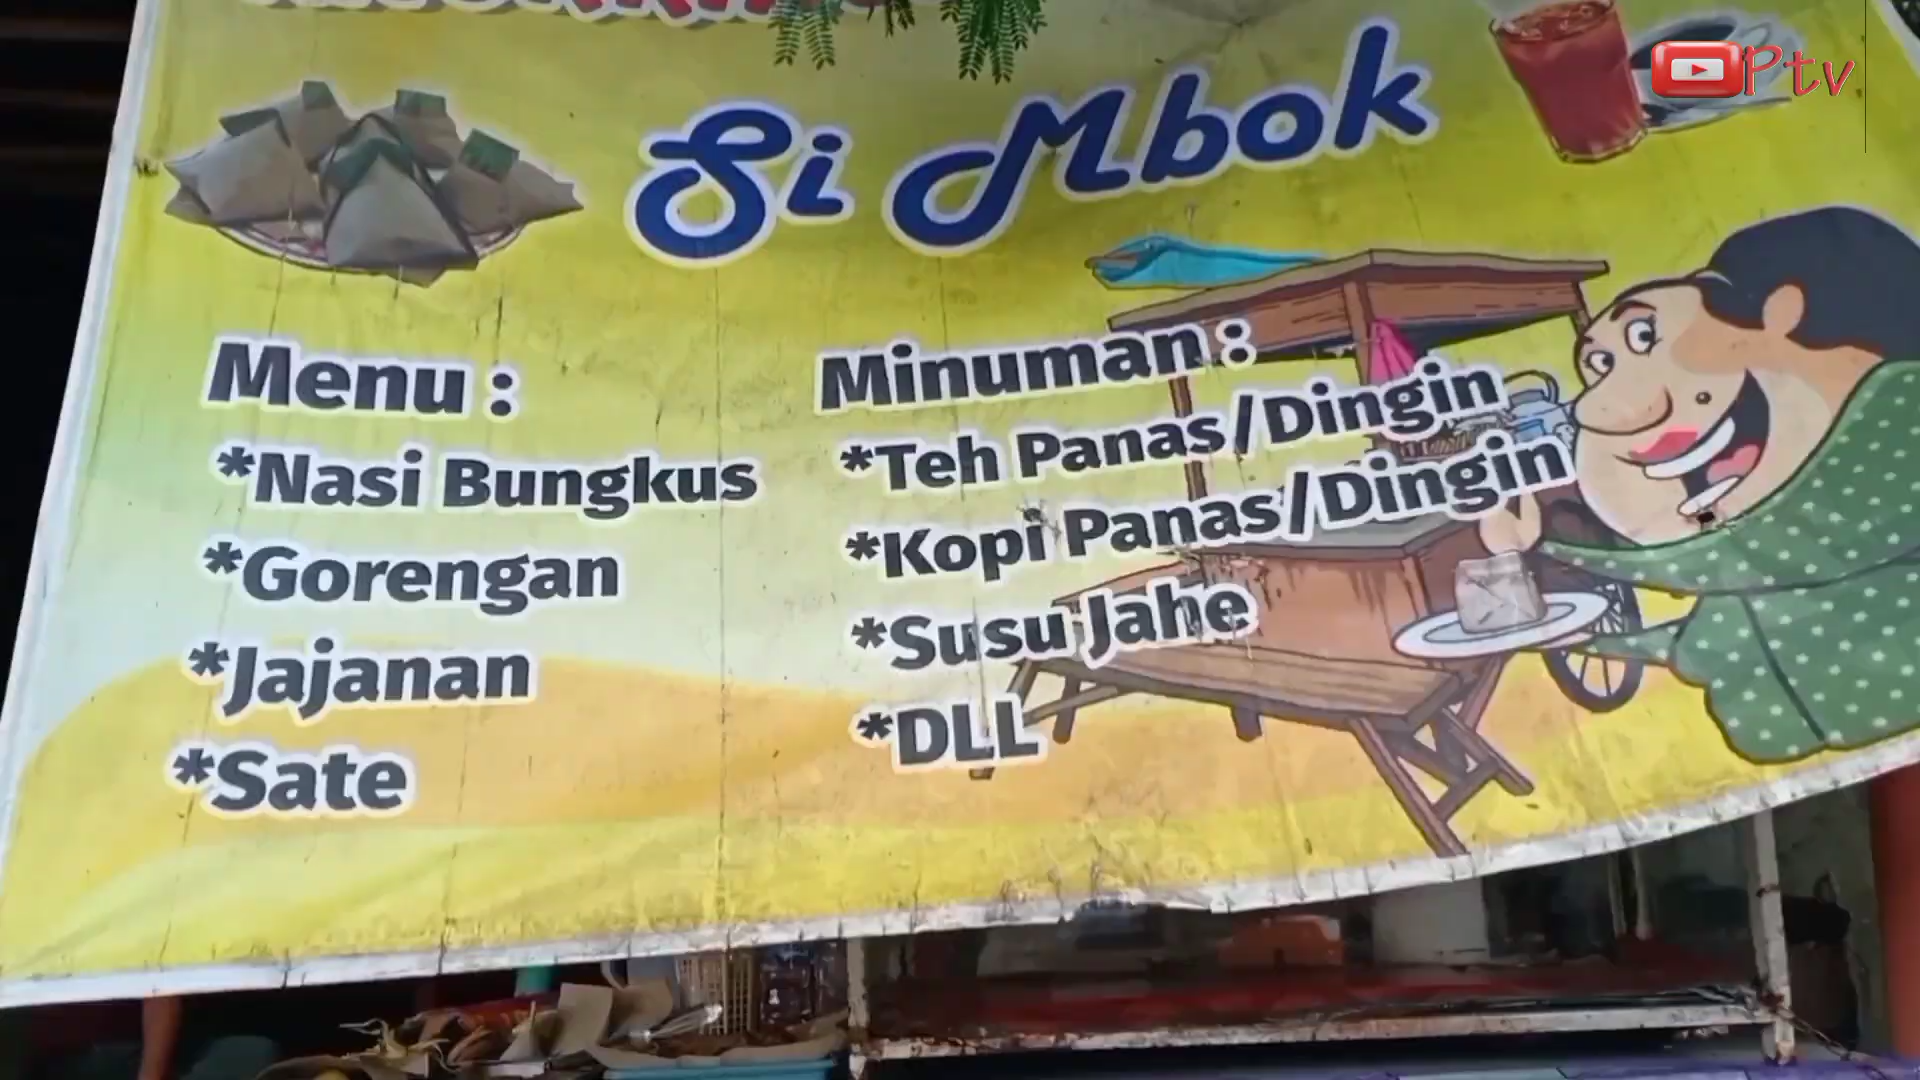 Si Mbok
Menu :
*Nasi Bungkus
*Gorengan
*Jajanan
*Sate
Minuman :
*Teh Panas/Dingin
*Kopi Panas/Dingin
*Susu Jahe
*DLL
Ptv